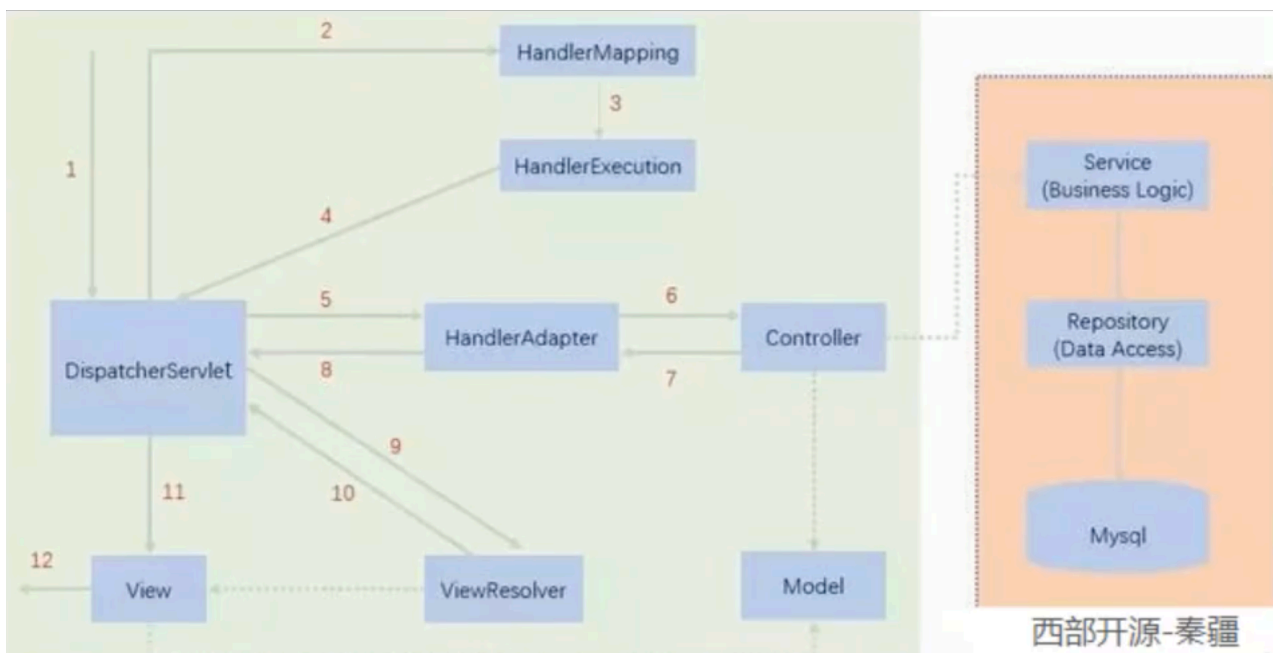 2
HandlerMapping
3
1
HandlerExecution
Service
(Business Logic)
4
5
6
HandlerAdapter
Controller
Repository
(Data Access)
DispatcherServlet
8
7
9
10
11
Mysql
12
View
ViewResolver
Model
西部开源-秦疆